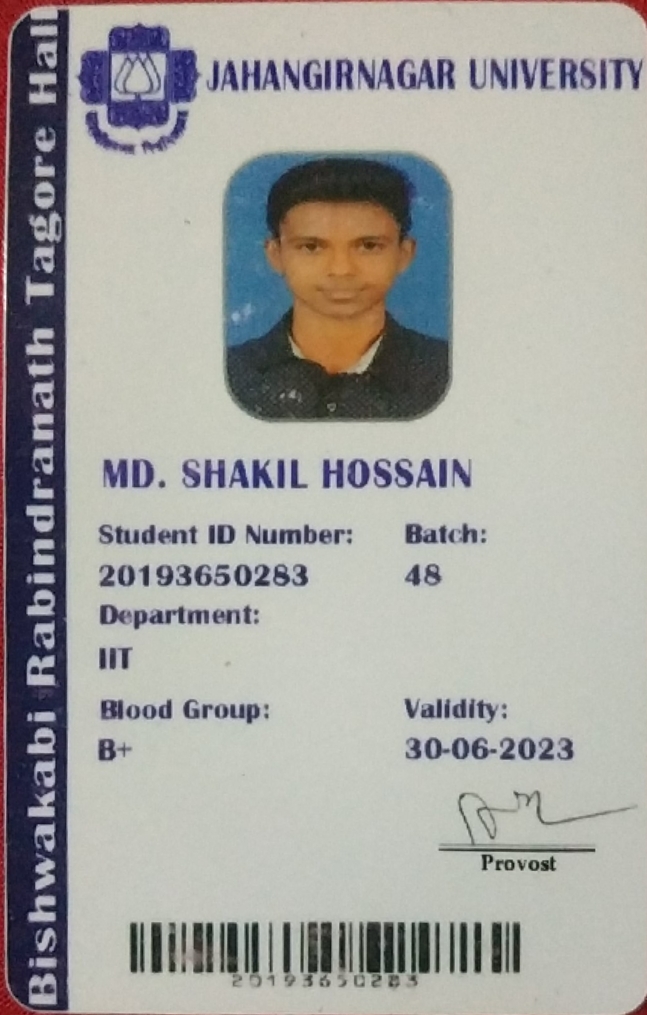 Bishwakabi Rabindranath Tagore Hall
JAHANGIRNAGAR UNIVERSITY
MD. SHAKIL HOSSAIN
Student ID Number: Batch:
20193650283 48
Department:
IIT
Blood Group: Validity:
B+ 30-06-2023
Provost
20193650283